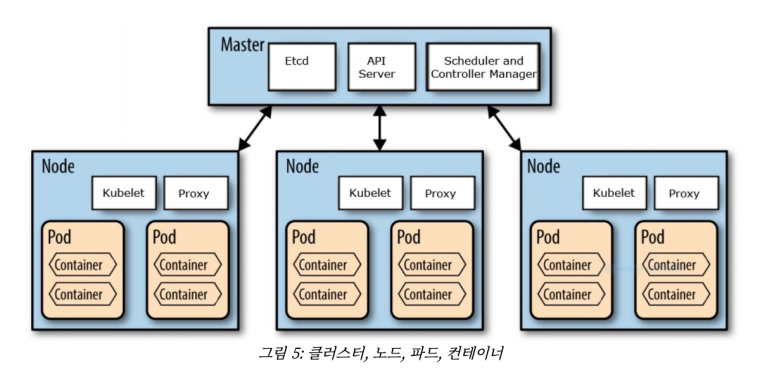 Master
Etcd
API
Server
Scheduler and
Controller Manager
Node
Kubelet
Proxy
Pod
Container
Container
Pod
Container
Container
Node
Kubelet
Proxy
Pod
Container
Container
Pod
Container
Container
Node
Kubelet
Proxy
Pod
Container
Container
Pod
Container
Container
그림 5: 클러스터, 노드, 파드, 컨테이너